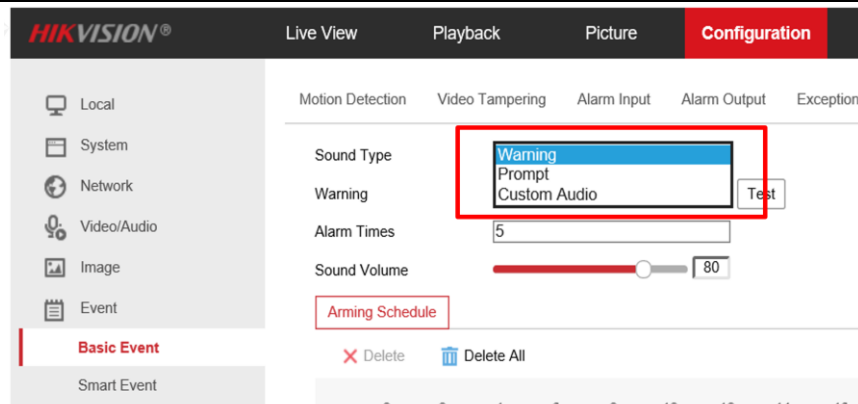 HIKVISION® Live View Playback Picture Configuration
Local
System
Network
Video/Audio
Image
Event
Basic Event
Smart Event
Motion Detection Video Tampering Alarm Input Alarm Output Exception
Sound Type Warning
Prompt
Custom Audio
Warning Test
Alarm Times 5
Sound Volume 80
Arming Schedule
Delete Delete All